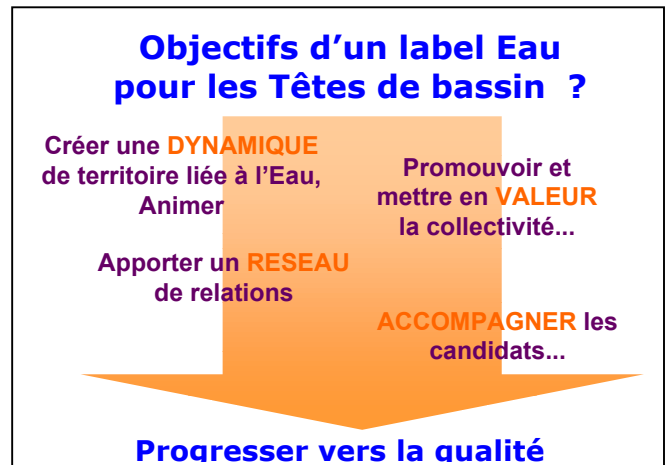 Objectifs d’un label Eau
pour les Têtes de bassin  ?
Créer une DYNAMIQUE
de territoire liée à l’Eau,
Animer
Apporter un RESEAU
de relations
Promouvoir et
mettre en VALEUR
la collectivité...
ACCOMPAGNER les
candidats...
Progresser vers la qualité